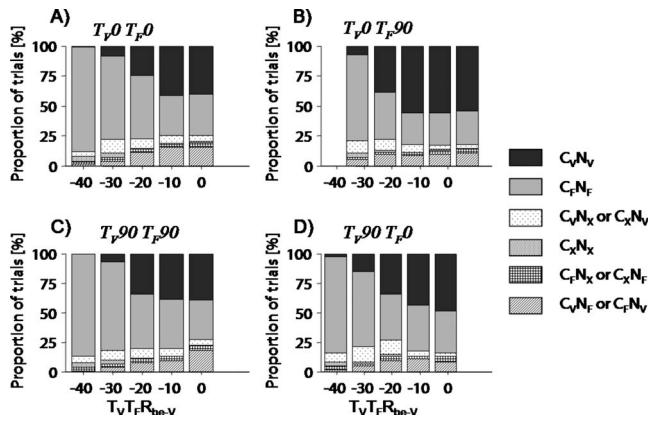 A) TV0 TF0
Proportion of trials [%]
100
75
50
25
0
-40 -30 -20 -10 0
B) TV0 TF90
Proportion of trials [%]
100
75
50
25
0
-40 -30 -20 -10 0
C) TV90 TF90
Proportion of trials [%]
100
75
50
25
0
-40 -30 -20 -10 0
TVTFRbe-V
D) TV90 TF0
Proportion of trials [%]
100
75
50
25
0
-40 -30 -20 -10 0
TVTFRbe-V
CVNV
CFNF
CVNX or CXNV
CXNX
CFNX or CXNF
CVNF or CFNV